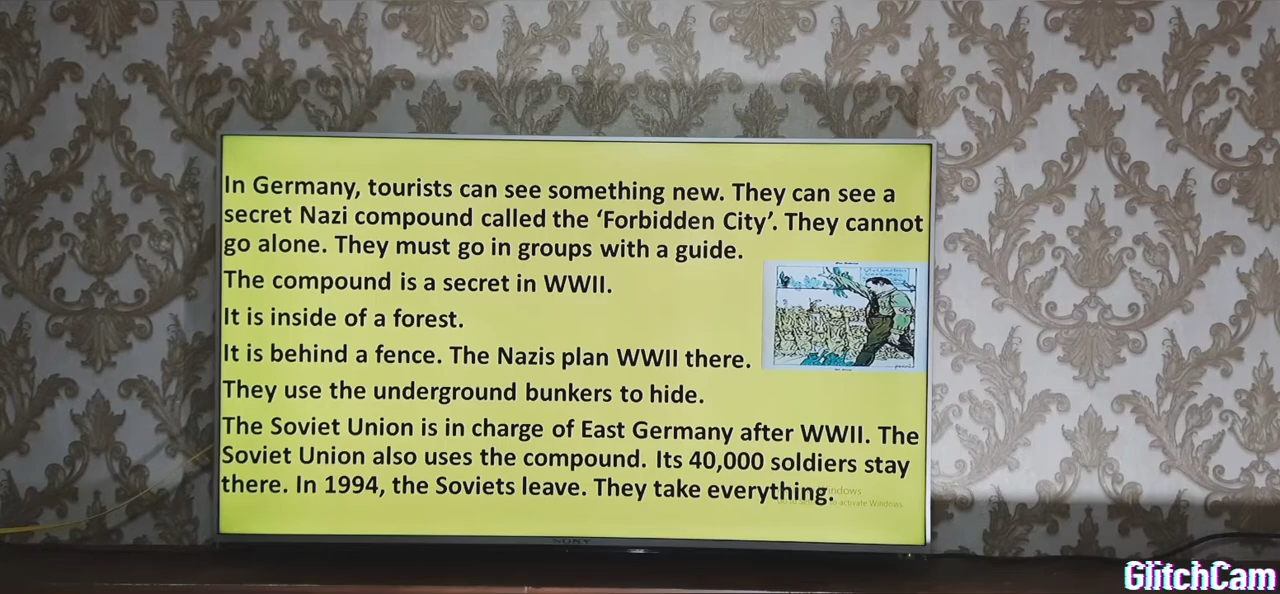 In Germany, tourists can see something new. They can see a
secret Nazi compound called the ‘Forbidden City’. They cannot
go alone. They must go in groups with a guide.
The compound is a secret in WWII.
It is inside of a forest.
It is behind a fence. The Nazis plan WWII there.
They use the underground bunkers to hide.
The Soviet Union is in charge of East Germany after WWII. The
Soviet Union also uses the compound. Its 40,000 soldiers stay
there. In 1994, the Soviets leave. They take everything.
to activate Windows.
SONY
GlitchCam